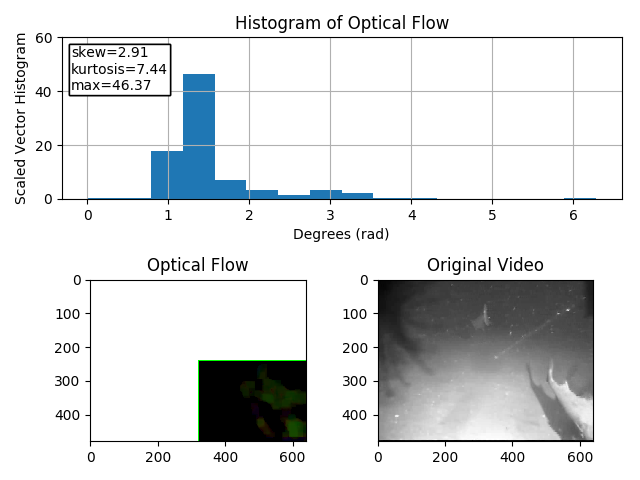 Histogram of Optical Flow
skew=2.91
kurtosis=7.44
max=46.37
Scaled Vector Histogram
60
40
20
0
0 1 2 3 4 5 6
Degrees (rad)
Optical Flow
0
100
200
300
400
0 200 400 600
Original Video
0
100
200
300
400
0 200 400 600